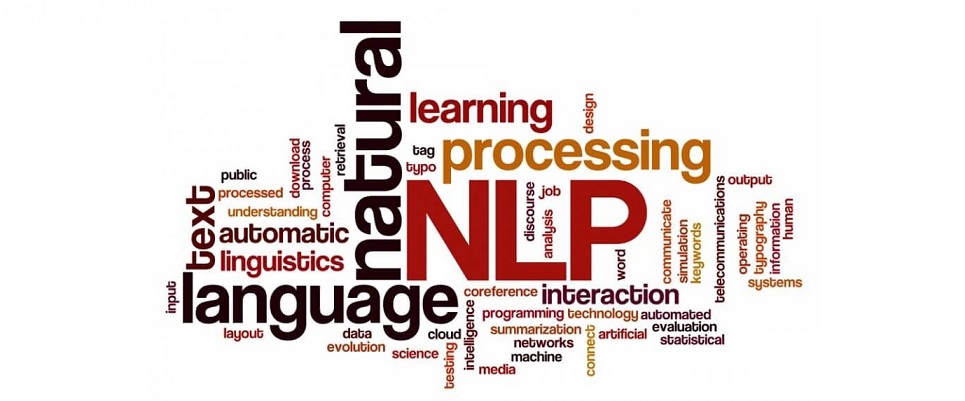 natural
learning
design
retrieval
tag
processing
typo
download
process
computer
public
processed
understanding
text
automatic
linguistics
NLP
discourse
job
analysis
word
communicate
simulation
keywords
telecommunications
output
operating
typography
information
human
systems
input
language
coreference
interaction
layout
data
evolution
cloud
science
testing
intelligence
programming
technology
automated
summarization
evaluation
networks
connect
artificial
statistical
machine
media